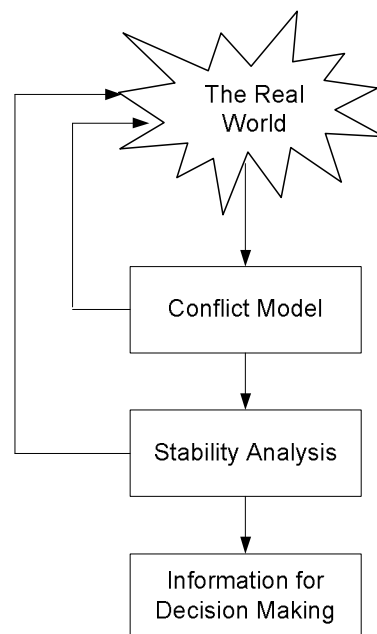 The Real
World
Conflict Model
Stability Analysis
Information for
Decision Making